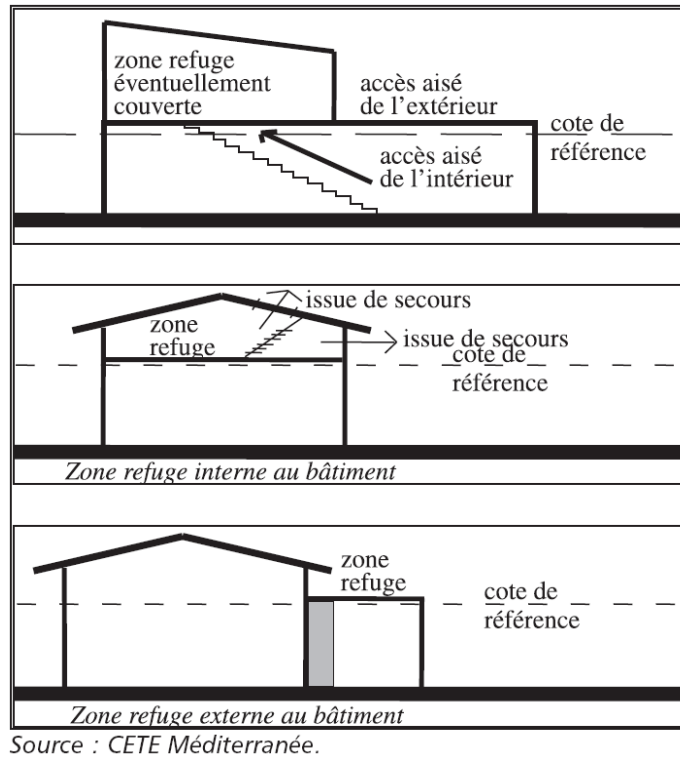 zone refuge
éventuellement
couverte
accès aisé
de l'extérieur
cote de
référence
accès aisé
de l'intérieur
issue de secours
zone
refuge
issue de secours
cote de
référence
Zone refuge interne au bâtiment
zone
refuge
cote de
référence
Zone refuge externe au bâtiment
Source : CETE Méditerranée.